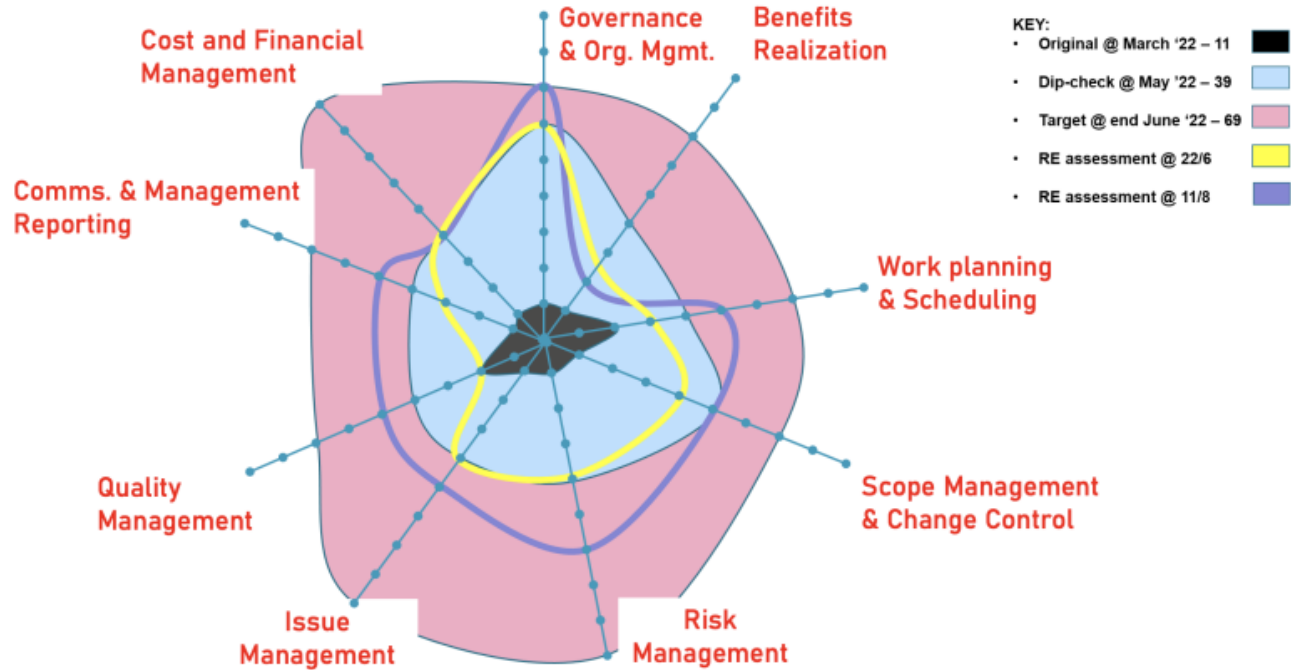 Governance
& Org. Mgmt.
Benefits
Realization
Cost and Financial
Management
Comms. & Management
Reporting
Work planning
& Scheduling
Quality
Management
Scope Management
& Change Control
Issue
Management
Risk
Management
KEY:
• Original @ March ‘22 – 11
• Dip-check @ May ’22 – 39
• Target @ end June ‘22 – 69
• RE assessment @ 22/6
• RE assessment @ 11/8